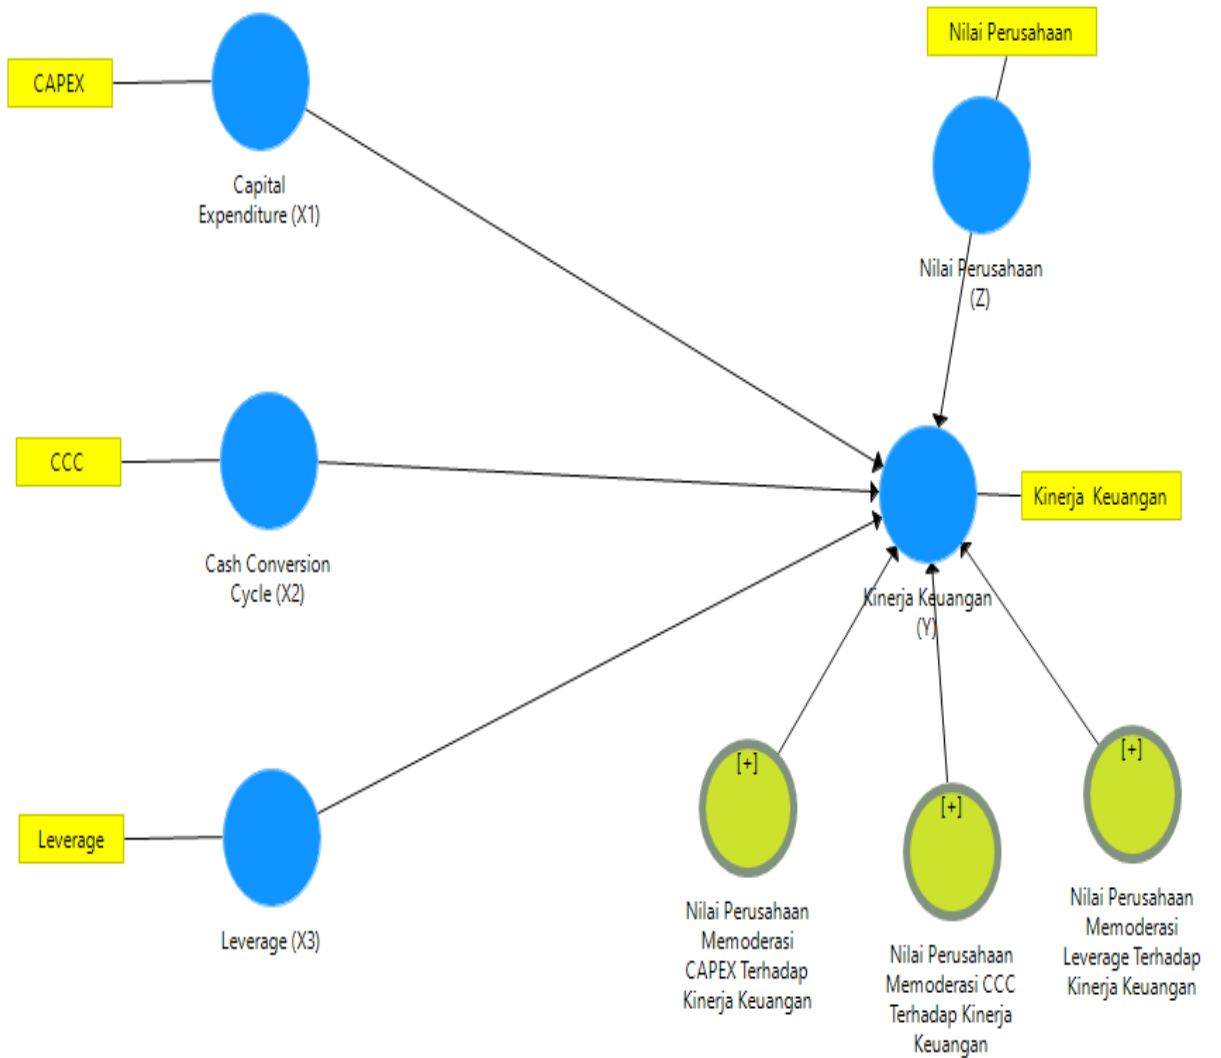 CAPEX
Capital
Expenditure (X1)
Nilai Perusahaan
Nilai Perusahaan
(Z)
CCC
Cash Conversion
Cycle (X2)
Kinerja  Keuangan
Kinerja Keuangan
(Y)
Leverage
Leverage (X3)
[+]
Nilai Perusahaan
Memoderasi
CAPEX Terhadap
Kinerja Keuangan
[+]
Nilai Perusahaan
Memoderasi CCC
Terhadap Kinerja
Keuangan
[+]
Nilai Perusahaan
Memoderasi
Leverage Terhadap
Kinerja Keuangan